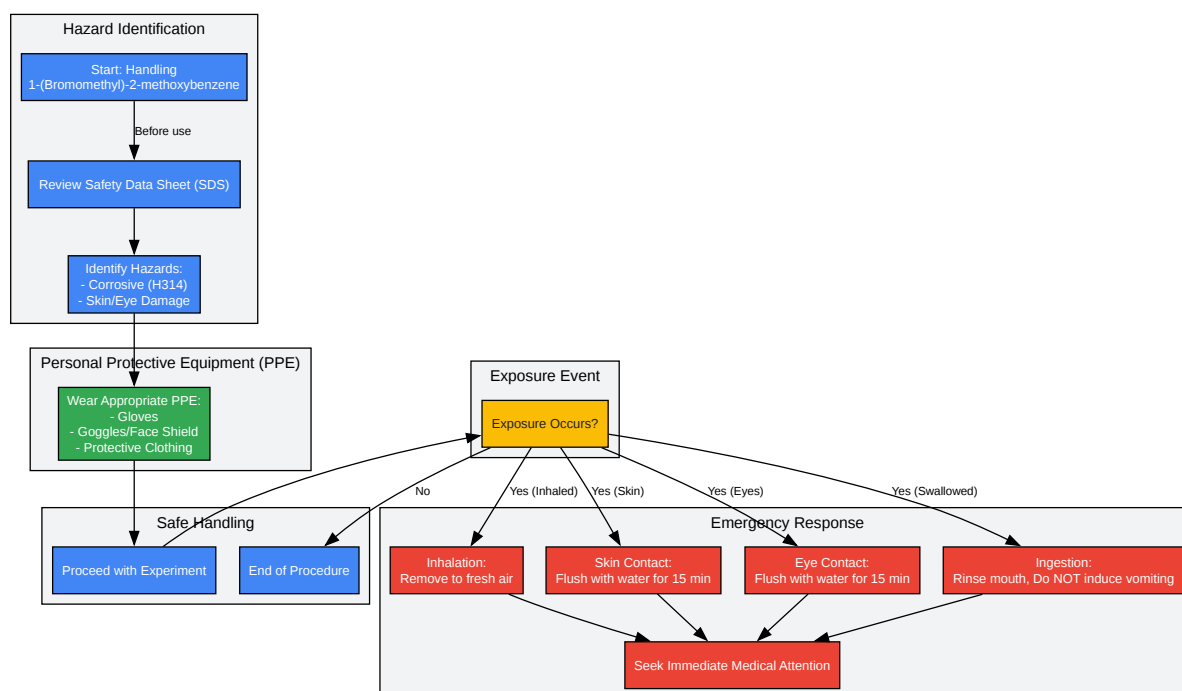 Hazard Identification
Start: Handling
1-(Bromomethyl)-2-methoxybenzene
Before use
Review Safety Data Sheet (SDS)
Identify Hazards:
- Corrosive (H314)
- Skin/Eye Damage
Personal Protective Equipment (PPE)
Wear Appropriate PPE:
- Gloves
- Goggles/Face Shield
- Protective Clothing
Exposure Event
Exposure Occurs?
No
Yes (Inhaled)
Yes (Skin)
Yes (Eyes)
Yes (Swallowed)
Safe Handling
Proceed with Experiment
End of Procedure
Emergency Response
Inhalation:
Remove to fresh air
Skin Contact:
Flush with water for 15 min
Eye Contact:
Flush with water for 15 min
Ingestion:
Rinse mouth, Do NOT induce vomiting
Seek Immediate Medical Attention